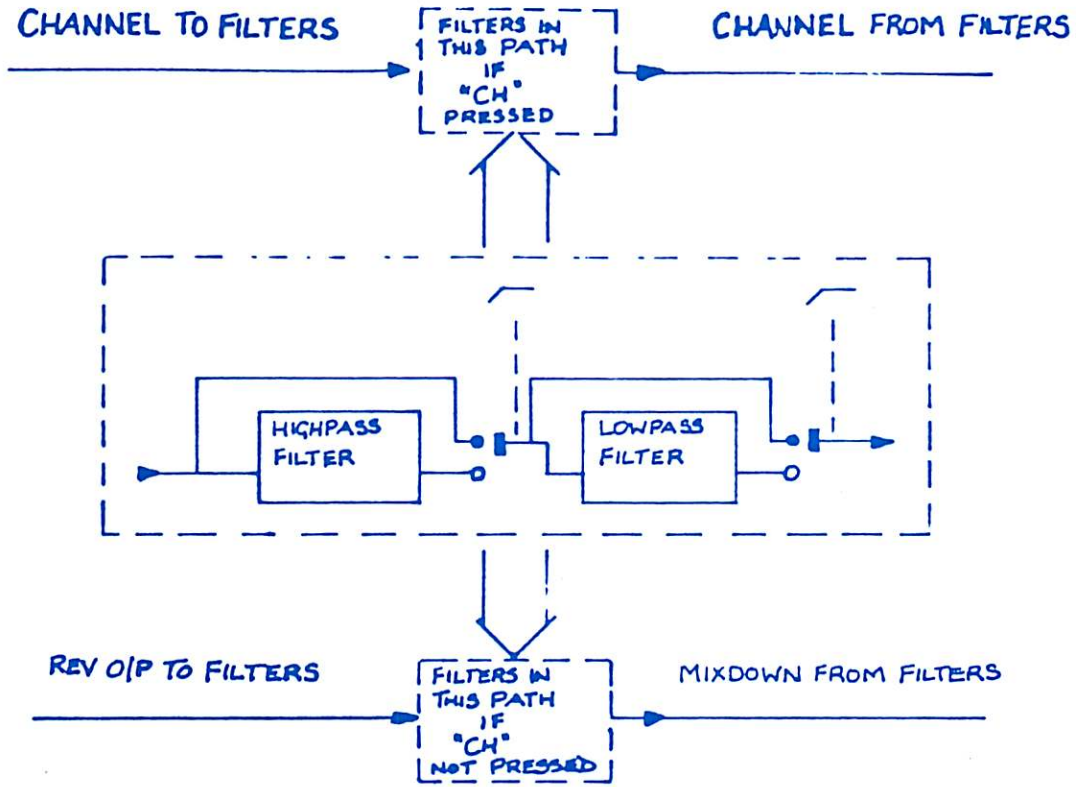 CHANNEL TO FILTERS
FILTERS IN
THIS PATH
IF
"CH"
PRESSED
CHANNEL FROM FILTERS
HIGHPASS
FILTER
LOWPASS
FILTER
REV O/P TO FILTERS
FILTERS IN
THIS PATH
IF
"CH"
NOT PRESSED
MIXDOWN FROM FILTERS